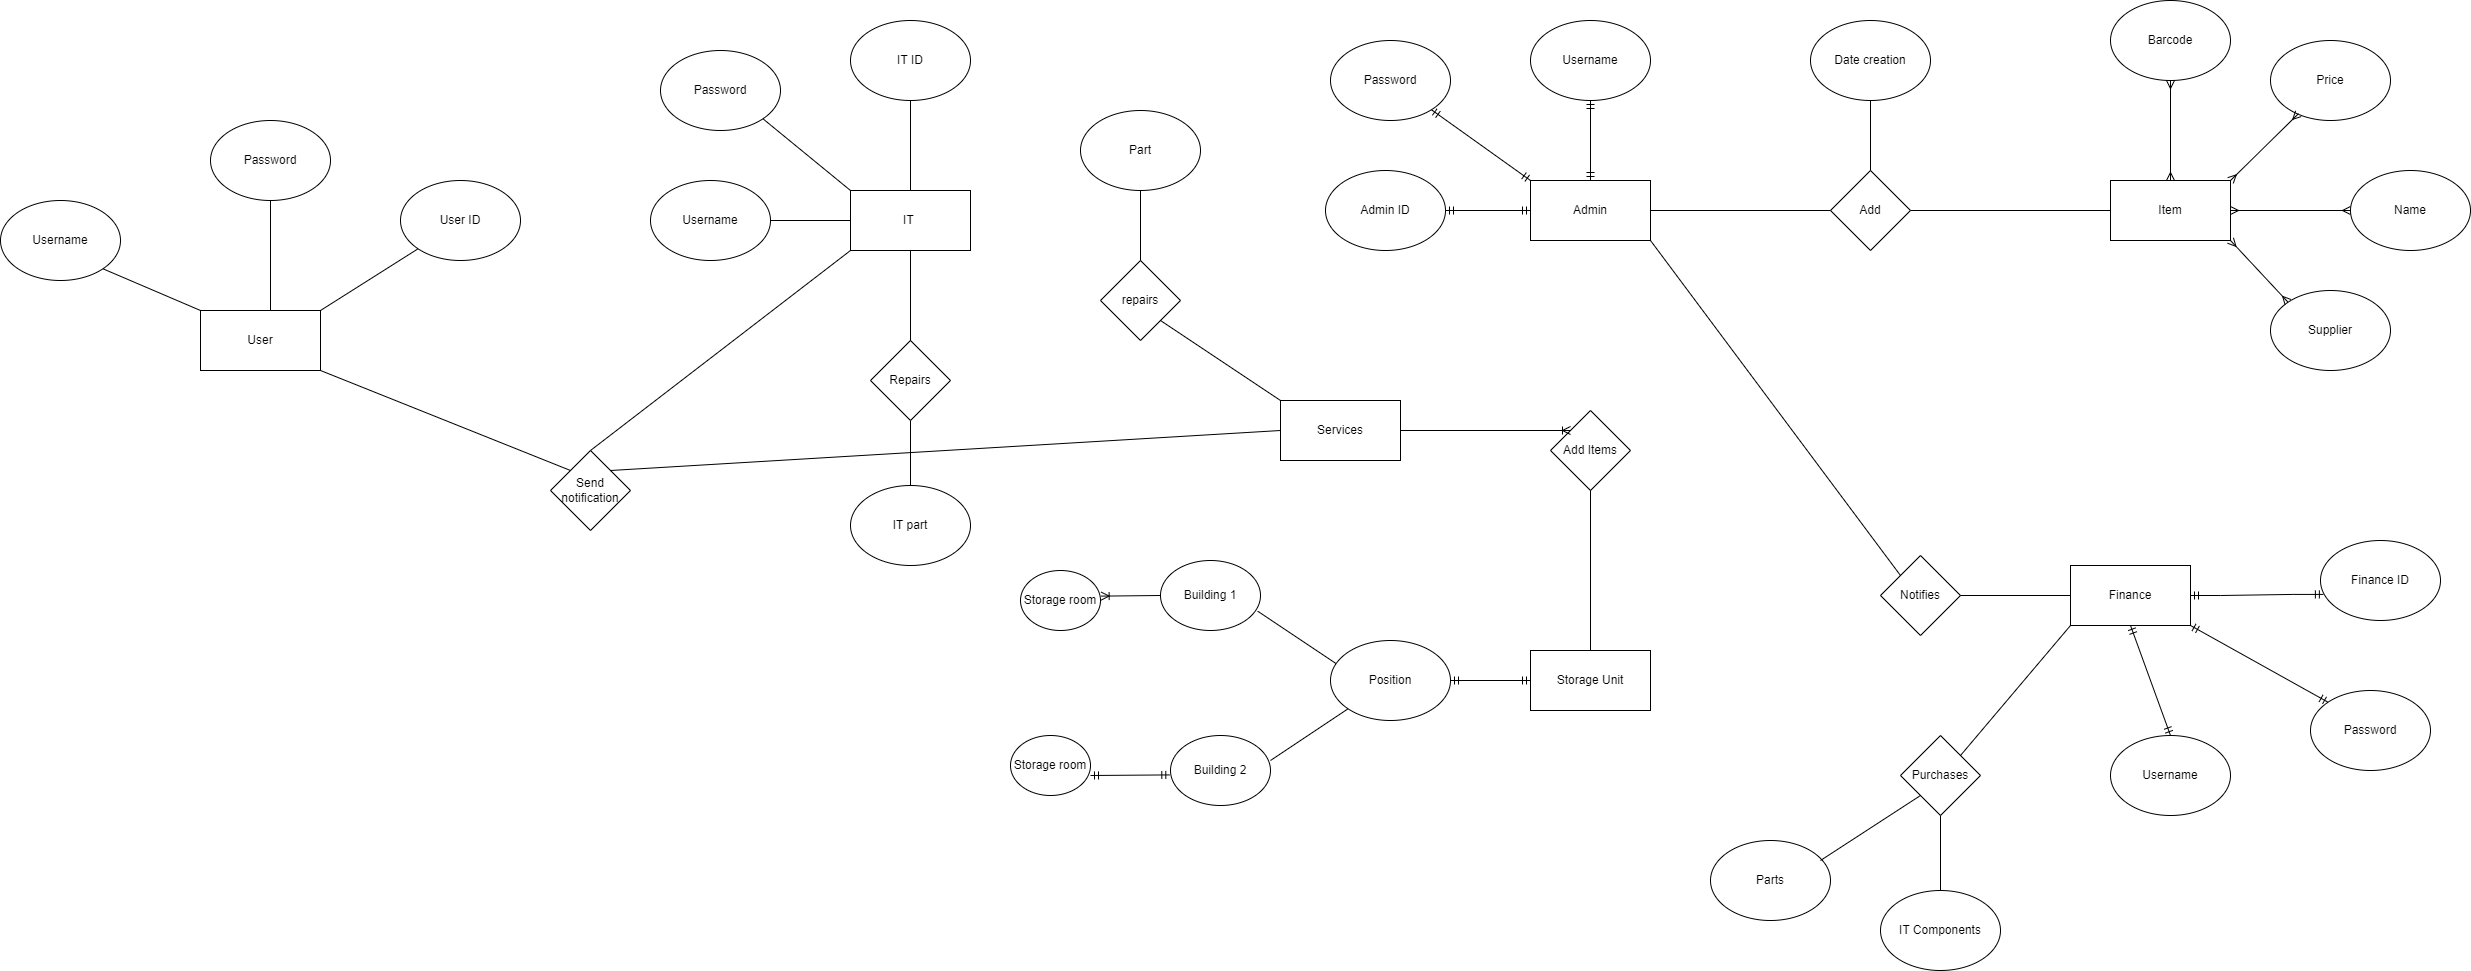 Barcode
IT ID
Username
Date creation
Price
Password
Password
Part
Password
Username
User ID
Username
IT
Admin ID
Admin
Add
Item
Name
repairs
Supplier
User
Repairs
Services
Add Items
Send
notification
IT part
Storage room
Building 1
Notifies
Finance
Finance ID
Position
Storage Unit
Password
Storage room
Building 2
Purchases
Username
Parts
IT Components